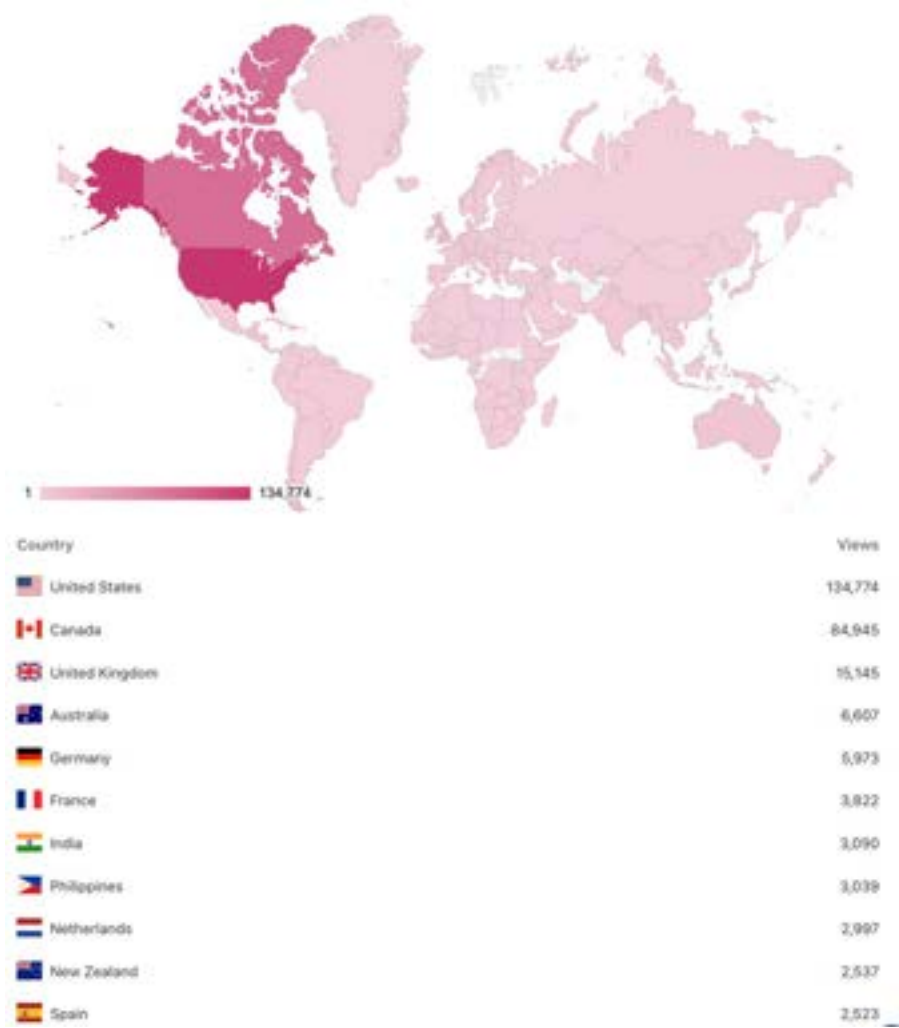 1 134,774
Country Views
United States 134,774
Canada 84,945
United Kingdom 15,145
Australia 6,607
Germany 5,973
France 3,822
India 3,090
Philippines 3,039
Netherlands 2,997
New Zealand 2,537
Spain 2,523